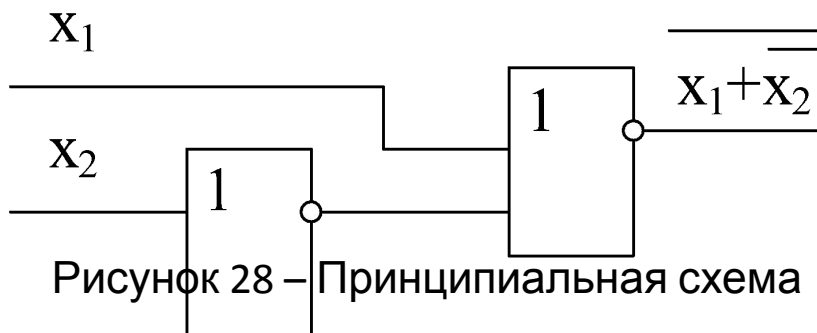 x₁
1
x₁+x₂
x₂
1
Рисунок 28 – Принципиальная схема